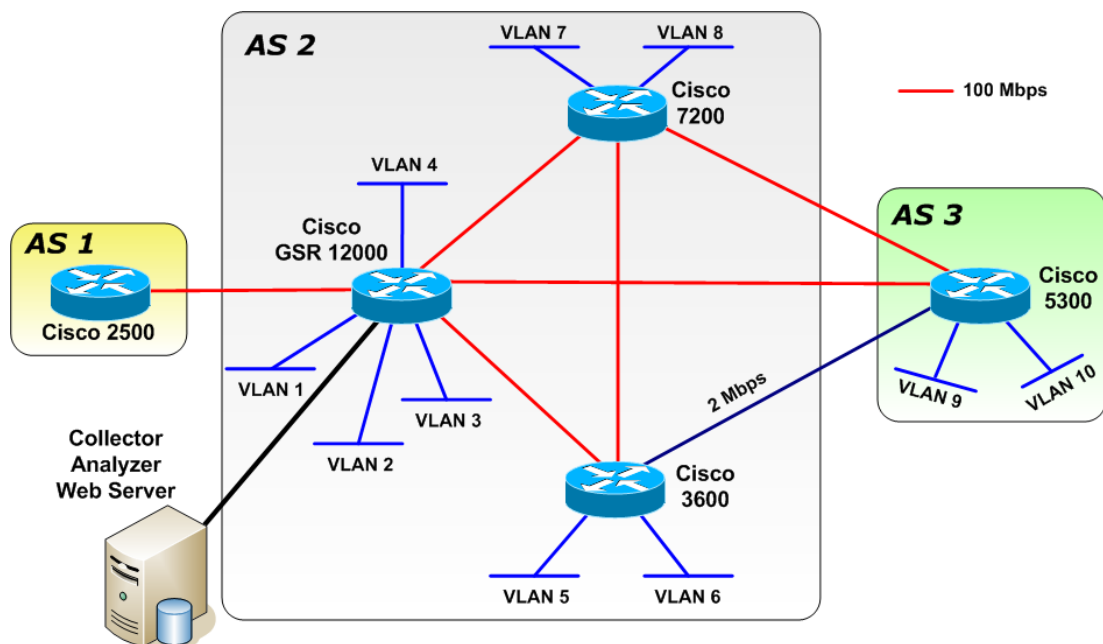 AS 2
VLAN 7
VLAN 8
Cisco
7200
100 Mbps
VLAN 4
AS 1
Cisco
GSR 12000
AS 3
Cisco 2500
Cisco
5300
VLAN 1
VLAN 9
VLAN 10
2 Mbps
VLAN 3
VLAN 2
Collector
Analyzer
Web Server
Cisco
3600
VLAN 5
VLAN 6